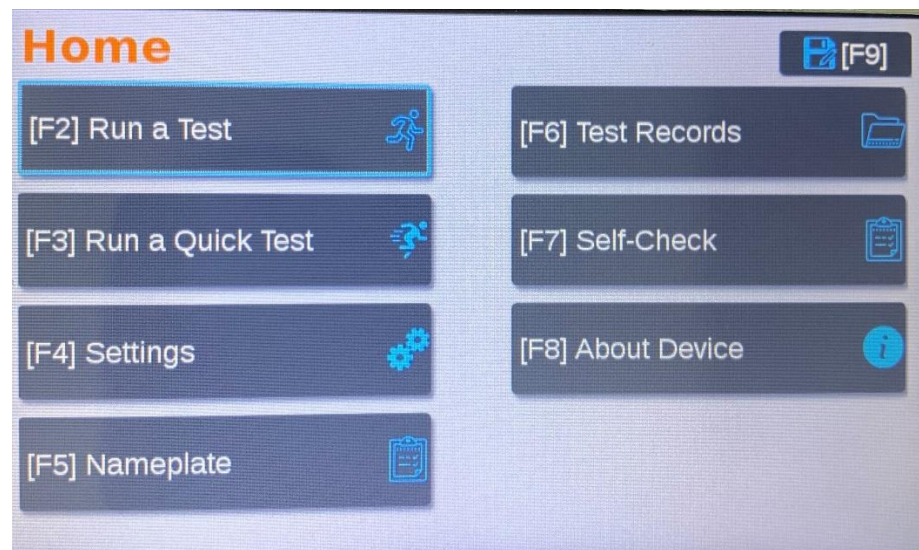 Home
[F9]
[F2] Run a Test
[F3] Run a Quick Test
[F4] Settings
[F5] Nameplate
[F6] Test Records
[F7] Self-Check
[F8] About Device